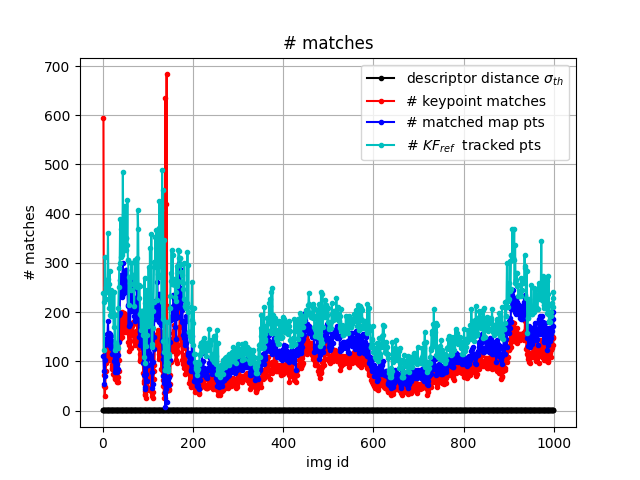 # matches
700
600
500
400
300
200
100
0
# matches
descriptor distance σth
# keypoint matches
# matched map pts
# KFref tracked pts
0
200
400
600
800
1000
img id